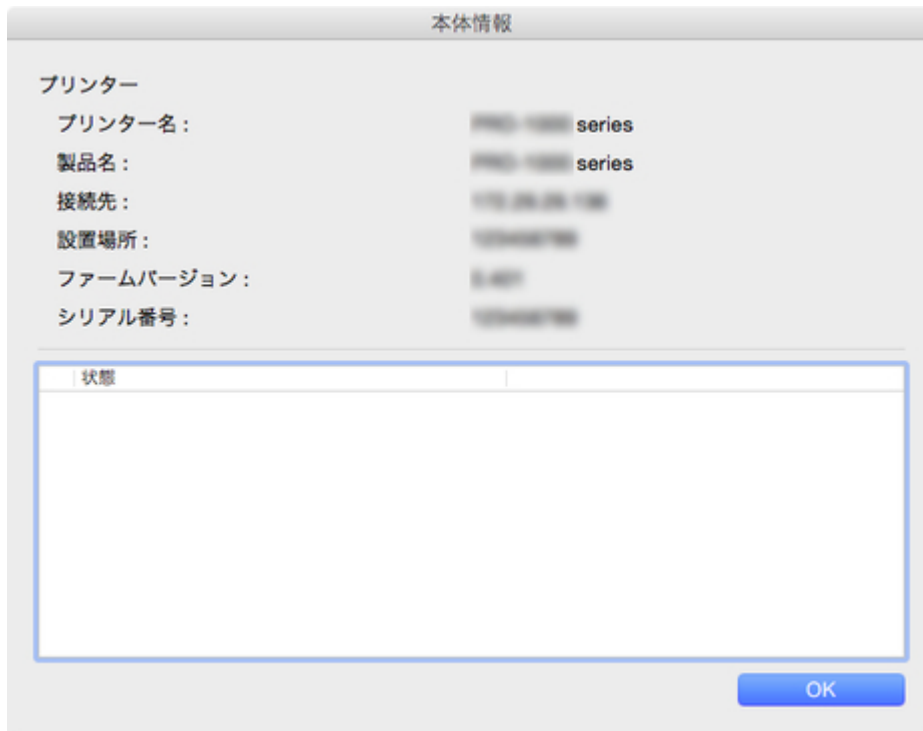 本体情報
プリンター
プリンター名 : series
製品名 : series
接続先 :
設置場所 :
ファームバージョン :
シリアル番号 :
状態
OK